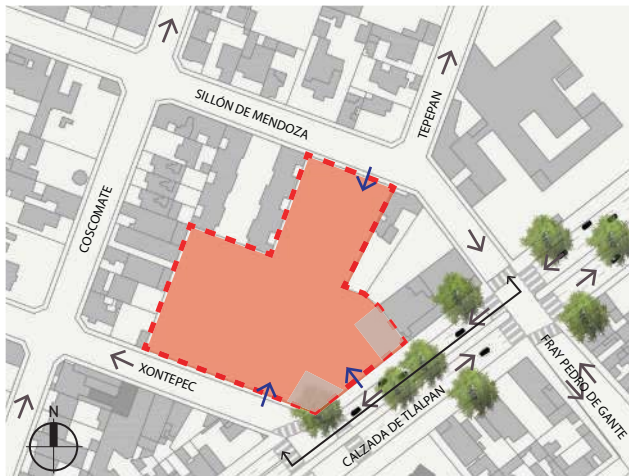 SILLÓN DE MENDOZA
TEPEPAN
COSCOMATE
XONTEPEC
CALZADA DE TLALPAN
FRAY PEDRO DE GANTE
N